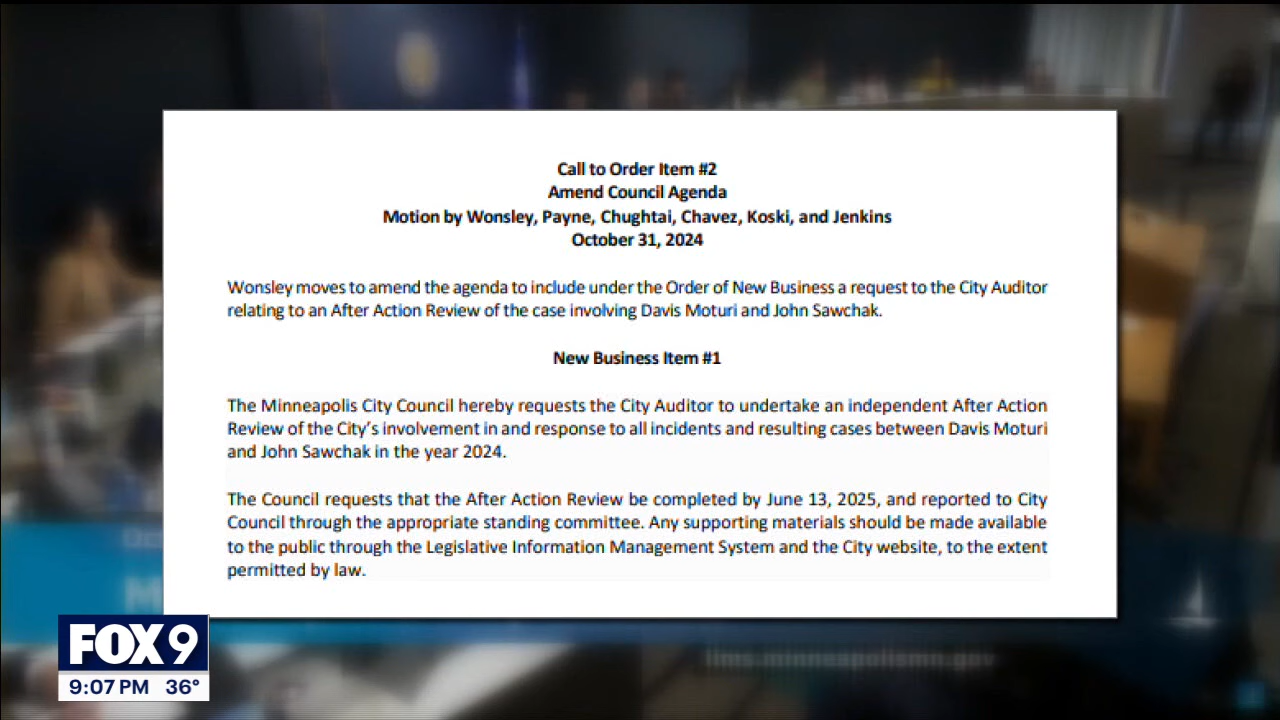 Call to Order Item #2
Amend Council Agenda
Motion by Wonsley, Payne, Chughtai, Chavez, Koski, and Jenkins
October 31, 2024
Wonsley moves to amend the agenda to include under the Order of New Business a request to the City Auditor
relating to an After Action Review of the case involving Davis Moturi and John Sawchak.
New Business Item #1
The Minneapolis City Council hereby requests the City Auditor to undertake an independent After Action
Review of the City's involvement in and response to all incidents and resulting cases between Davis Moturi
and John Sawchak in the year 2024.
The Council requests that the After Action Review be completed by June 13, 2025, and reported to City
Council through the appropriate standing committee. Any supporting materials should be made available
to the public through the Legislative Information Management System and the City website, to the extent
permitted by law.
FOX 9
9:07 PM 36°
lims.minneapolismn.gov